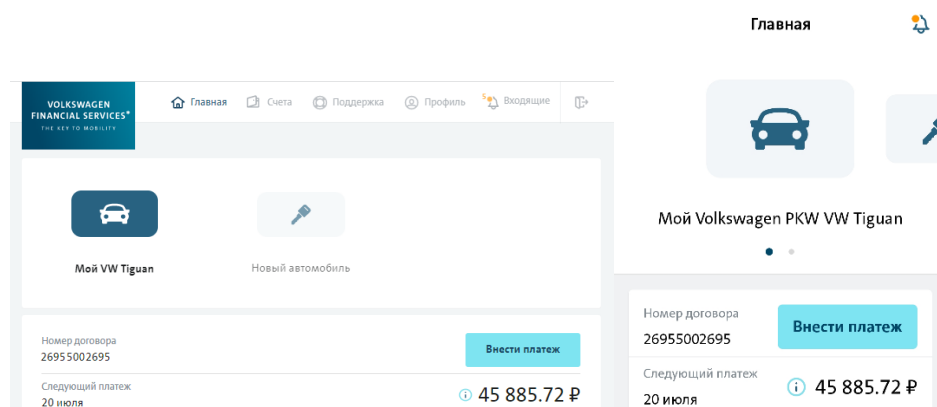 VOLKSWAGEN
FINANCIAL SERVICES*
THE KEY TO MOBILITY
Главная
Счета
Поддержка
Профиль
5
Входящие
Мой VW Tiguan
Новый автомобиль
Номер договора
26955002695
Внести платеж
Следующий платеж
20 июля
45 885.72 ₽
Главная
Мой Volkswagen PKW VW Tiguan
Номер договора
26955002695
Внести платеж
Следующий платеж
20 июля
45 885.72 ₽